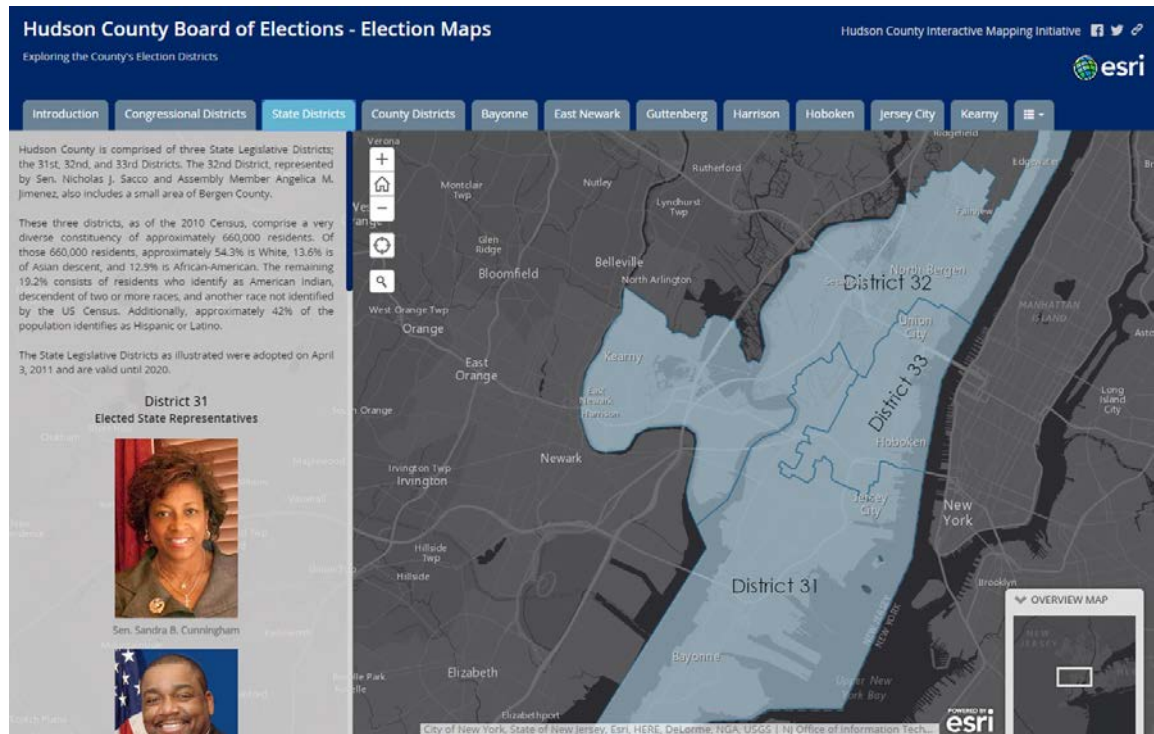 Hudson County Board of Elections - Election Maps
Exploring the County's Election Districts
Hudson County Interactive Mapping Initiative
esri
Introduction
Congressional Districts
State Districts
County Districts
Bayonne
East Newark
Guttenberg
Harrison
Hoboken
Jersey City
Kearny
Hudson County is comprised of three State Legislative Districts;
the 31st, 32nd, and 33rd Districts. The 32nd District, represented
by Sen. Nicholas J. Sacco and Assembly Member Angelica M.
Jimenez, also includes a small area of Bergen County.
These three districts, as of the 2010 Census, comprise a very
diverse constituency of approximately 660,000 residents. Of
those 660,000 residents, approximately 54.3% is White, 13.6% is
of Asian descent, and 12.9% is African-American. The remaining
19.2% consists of residents who identify as American Indian,
descendent of two or more races, and another race not identified
by the US Census. Additionally, approximately 42% of the
population identifies as Hispanic or Latino.
The State Legislative Districts as illustrated were adopted on April
3, 2011 and are valid until 2020.
District 31
Elected State Representatives
Sen. Sandra B. Cunningham
Verona
Ridgefield
Edgewater
Rutherford
Montclair
Twp
Nutley
Lyndhurst
Twp
Fairview
Glen
Ridge
Bloomfield
Belleville
North Arlington
North Bergen
District 32
MANHATTAN
ISLAND
West Orange Twp
Orange
Union
City
Kearny
East
Orange
District 33
East
Newark
Harrison
Long
Island
City
Orange
Hoboken
Newark
Irvington Twp
Irvington
Jersey
City
New
York
Hillside
Twp
Hillside
District 31
Brooklyn
OVERVIEW MAP
NEW JERSEY
NEW YORK
Bayonne
NEW
JERSEY
Elizabeth
Upper New
York Bay
Elizabethport
POWERED BY
esri
City of New York, State of New Jersey, Esri, HERE, DeLorme, NGA, USGS | NJ Office of Information Tech...